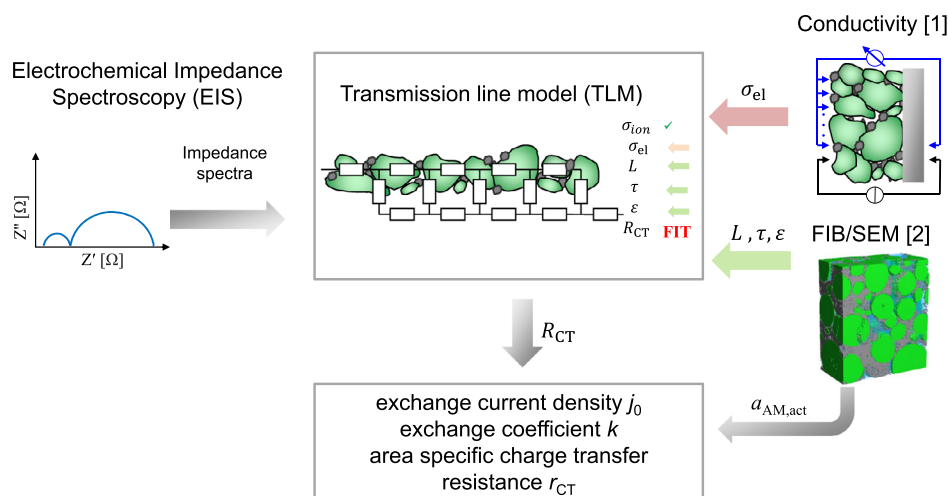 Conductivity [1]
Electrochemical Impedance
Spectroscopy (EIS)
Transmission line model (TLM)
σel
σion ✓
σel
L
τ
ε
RCT FIT
Impedance
spectra
Z'' [Ω]
Z' [Ω]
L , τ, ε
FIB/SEM [2]
RCT
aAM,act
exchange current density j0
exchange coefficient k
area specific charge transfer
resistance rCT